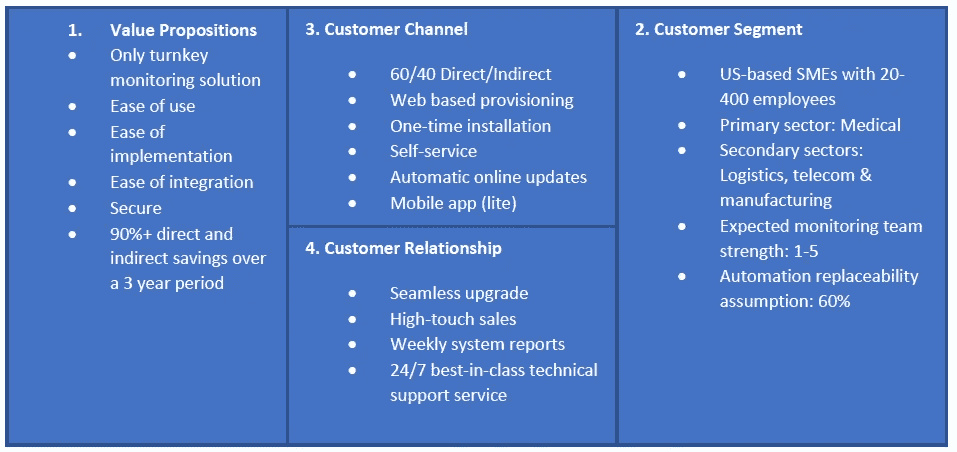 1. Value Propositions
• Only turnkey
monitoring solution
• Ease of use
• Ease of
implementation
• Ease of integration
• Secure
• 90%+ direct and
indirect savings over
a 3 year period
3. Customer Channel
• 60/40 Direct/Indirect
• Web based provisioning
• One-time installation
• Self-service
• Automatic online updates
• Mobile app (lite)
4. Customer Relationship
• Seamless upgrade
• High-touch sales
• Weekly system reports
• 24/7 best-in-class technical
support service
2. Customer Segment
• US-based SMEs with 20-
400 employees
• Primary sector: Medical
• Secondary sectors:
Logistics, telecom &
manufacturing
• Expected monitoring team
strength: 1-5
• Automation replaceability
assumption: 60%